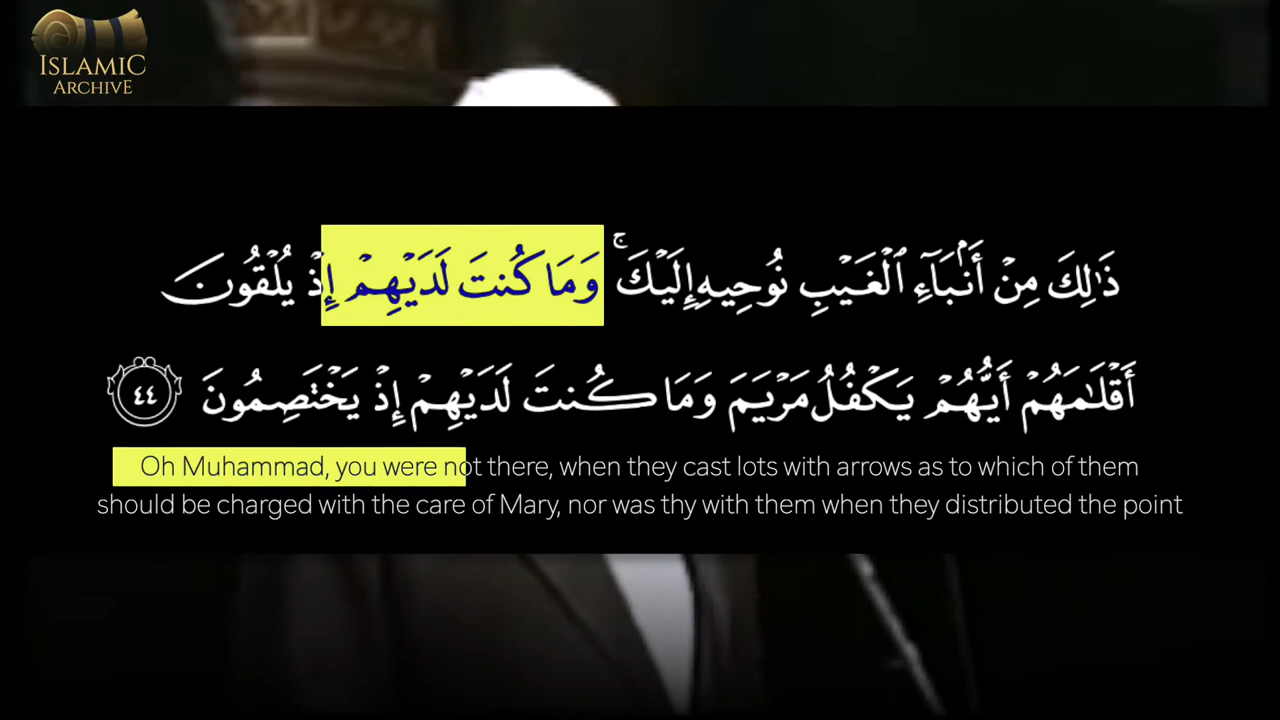 ISLAMIC
ARCHIVE
ذَٰلِكَ مِنْ أَنۢبَآءِ ٱلْغَيْبِ نُوحِيهِ إِلَيْكَ ۚ وَمَا كُنتَ لَدَيْهِمْ إِذْ يُلْقُونَ
أَقْلَـٰمَهُمْ أَيُّهُمْ يَكْفُلُ مَرْيَمَ وَمَا كُنتَ لَدَيْهِمْ إِذْ يَخْتَصِمُونَ ٤٤
Oh Muhammad, you were not there, when they cast lots with arrows as to which of them
should be charged with the care of Mary, nor was thy with them when they distributed the point